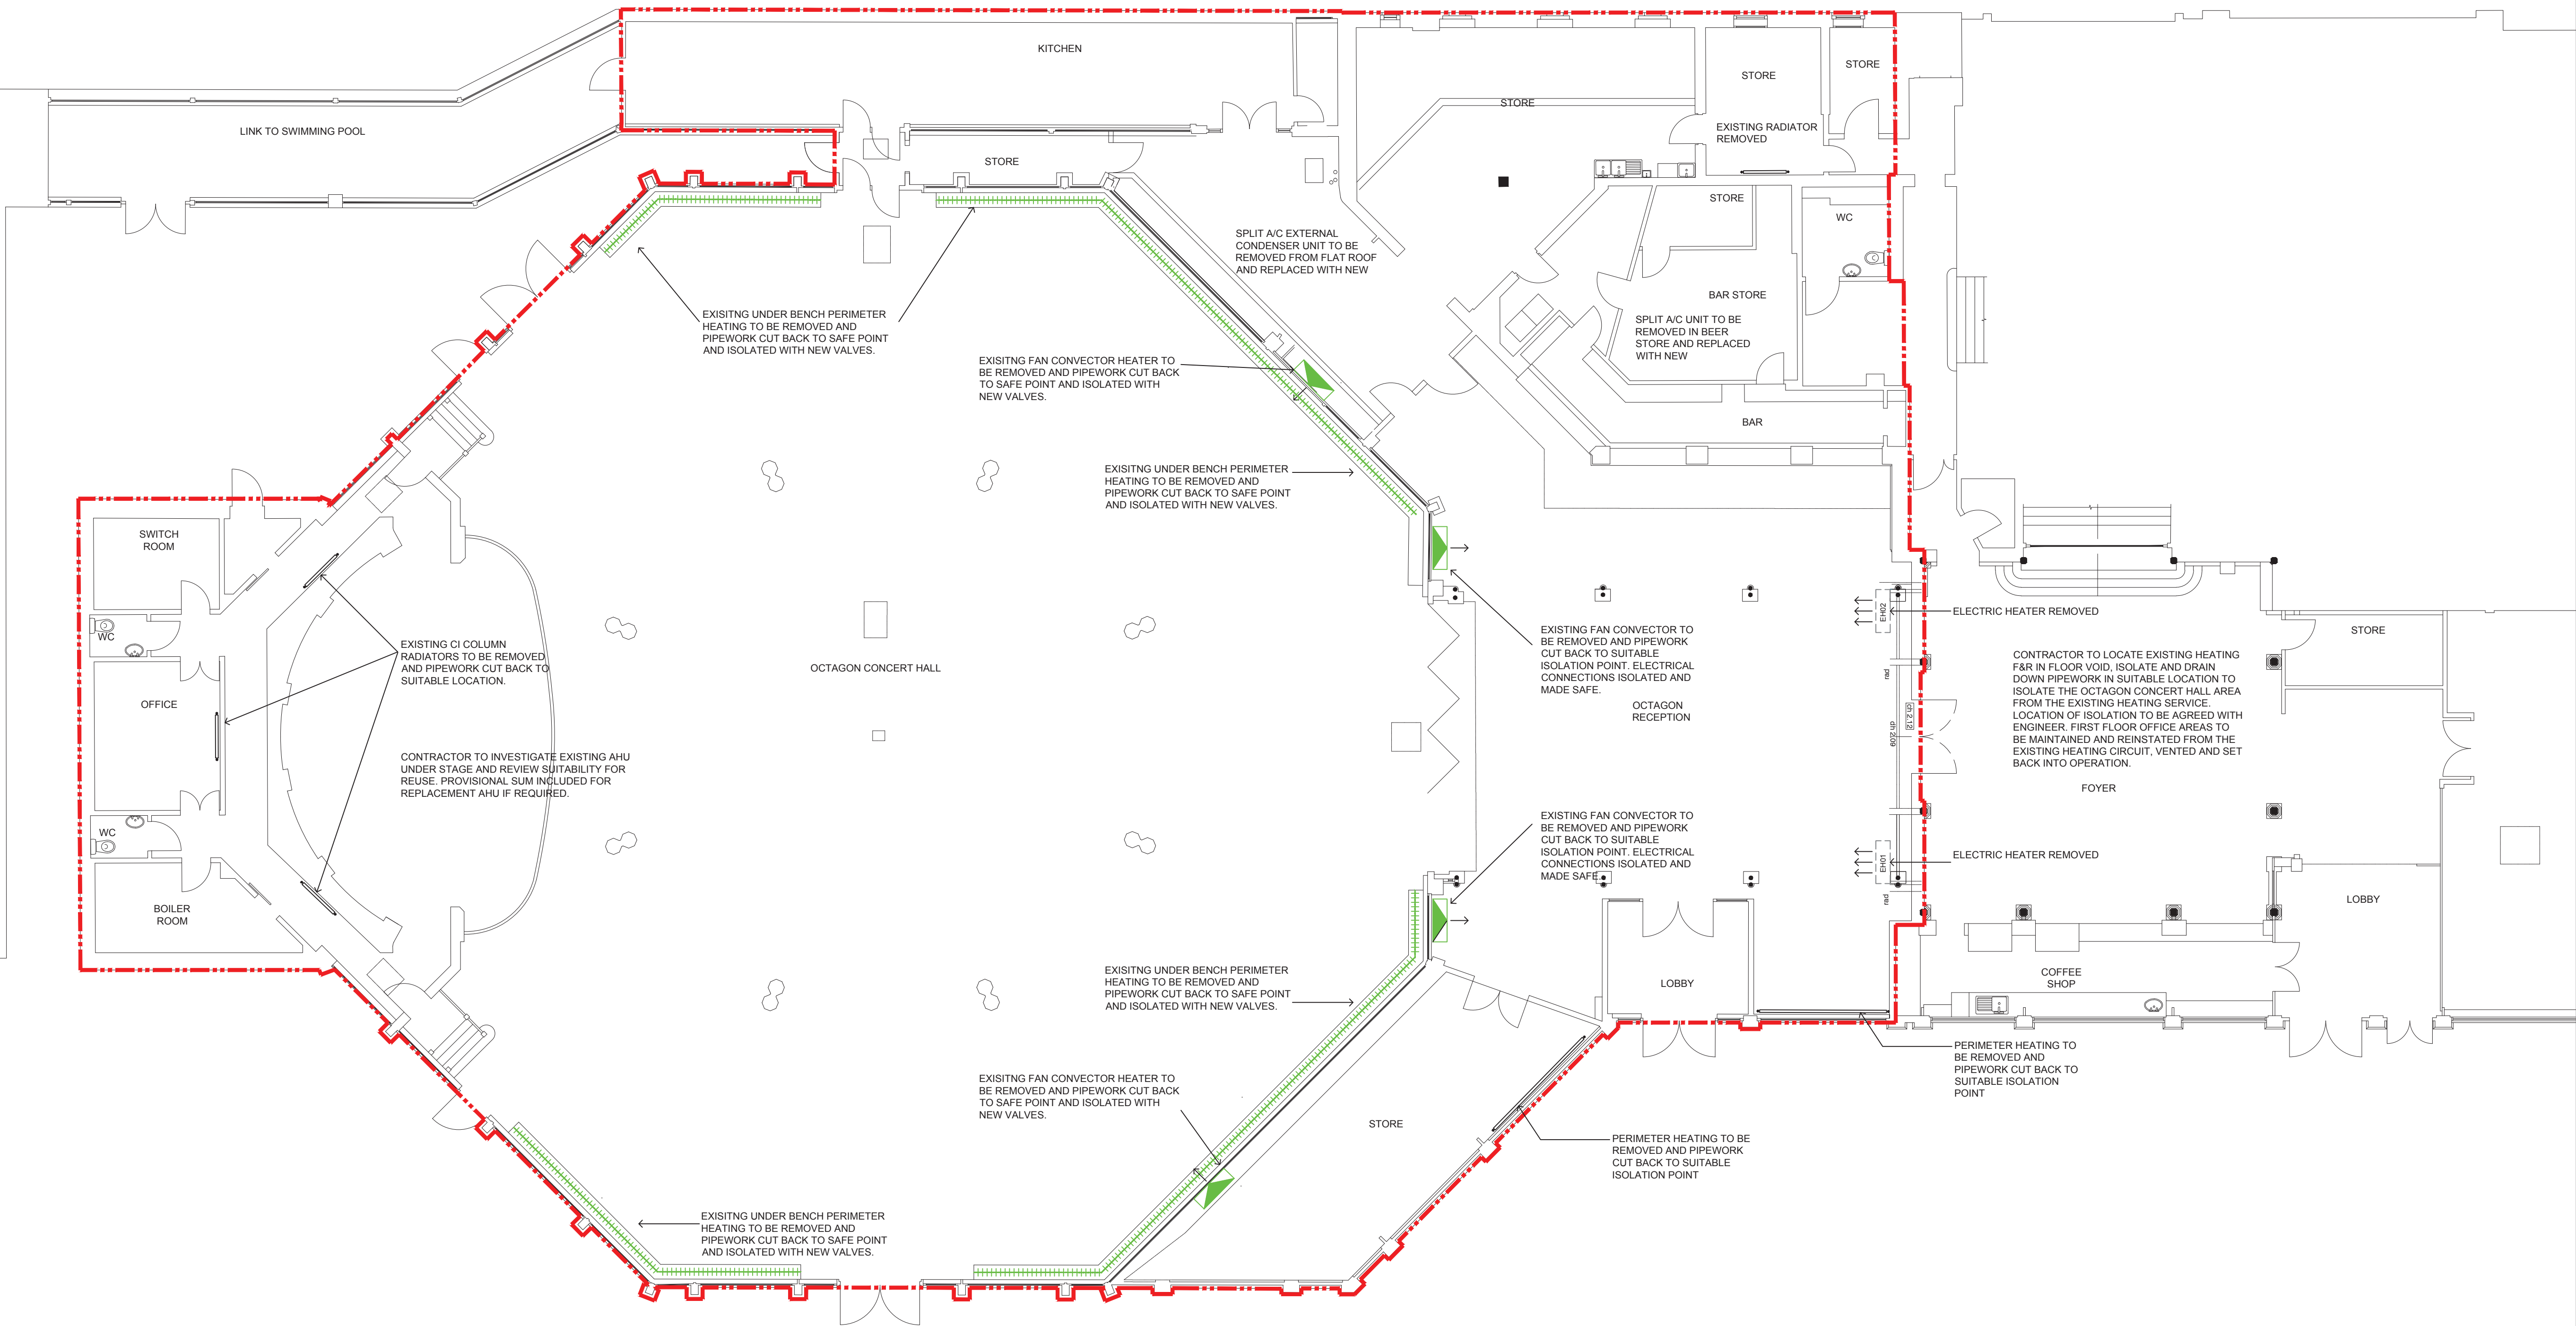 KITCHEN
STORE
STORE
STORE
LINK TO SWIMMING POOL
EXISTING RADIATOR
REMOVED
STORE
STORE
WC
SPLIT A/C EXTERNAL
CONDENSER UNIT TO BE
REMOVED FROM FLAT ROOF
AND REPLACED WITH NEW
BAR STORE
SPLIT A/C UNIT TO BE
REMOVED IN BEER
STORE AND REPLACED
WITH NEW
EXISITNG UNDER BENCH PERIMETER
HEATING TO BE REMOVED AND
PIPEWORK CUT BACK TO SAFE POINT
AND ISOLATED WITH NEW VALVES.
EXISITNG FAN CONVECTOR HEATER TO
BE REMOVED AND PIPEWORK CUT BACK
TO SAFE POINT AND ISOLATED WITH
NEW VALVES.
BAR
EXISITNG UNDER BENCH PERIMETER
HEATING TO BE REMOVED AND
PIPEWORK CUT BACK TO SAFE POINT
AND ISOLATED WITH NEW VALVES.
SWITCH
ROOM
WC
EXISTING CI COLUMN
RADIATORS TO BE REMOVED
AND PIPEWORK CUT BACK TO
SUITABLE LOCATION.
OCTAGON CONCERT HALL
EXISTING FAN CONVECTOR TO
BE REMOVED AND PIPEWORK
CUT BACK TO SUITABLE
ISOLATION POINT. ELECTRICAL
CONNECTIONS ISOLATED AND
MADE SAFE.
OCTAGON
RECEPTION
EH02
ELECTRIC HEATER REMOVED
rad
ch 2.12
ch 2.09
STORE
CONTRACTOR TO LOCATE EXISTING HEATING
F&R IN FLOOR VOID, ISOLATE AND DRAIN
DOWN PIPEWORK IN SUITABLE LOCATION TO
ISOLATE THE OCTAGON CONCERT HALL AREA
FROM THE EXISTING HEATING SERVICE.
LOCATION OF ISOLATION TO BE AGREED WITH
ENGINEER. FIRST FLOOR OFFICE AREAS TO
BE MAINTAINED AND REINSTATED FROM THE
EXISTING HEATING CIRCUIT, VENTED AND SET
BACK INTO OPERATION.
FOYER
OFFICE
CONTRACTOR TO INVESTIGATE EXISTING AHU
UNDER STAGE AND REVIEW SUITABILITY FOR
REUSE. PROVISIONAL SUM INCLUDED FOR
REPLACEMENT AHU IF REQUIRED.
WC
EXISTING FAN CONVECTOR TO
BE REMOVED AND PIPEWORK
CUT BACK TO SUITABLE
ISOLATION POINT. ELECTRICAL
CONNECTIONS ISOLATED AND
MADE SAFE.
EH01
ELECTRIC HEATER REMOVED
rad
LOBBY
BOILER
ROOM
EXISITNG UNDER BENCH PERIMETER
HEATING TO BE REMOVED AND
PIPEWORK CUT BACK TO SAFE POINT
AND ISOLATED WITH NEW VALVES.
LOBBY
COFFEE
SHOP
PERIMETER HEATING TO
BE REMOVED AND
PIPEWORK CUT BACK TO
SUITABLE ISOLATION
POINT
EXISITNG FAN CONVECTOR HEATER TO
BE REMOVED AND PIPEWORK CUT BACK
TO SAFE POINT AND ISOLATED WITH
NEW VALVES.
STORE
PERIMETER HEATING TO BE
REMOVED AND PIPEWORK
CUT BACK TO SUITABLE
ISOLATION POINT
EXISITNG UNDER BENCH PERIMETER
HEATING TO BE REMOVED AND
PIPEWORK CUT BACK TO SAFE POINT
AND ISOLATED WITH NEW VALVES.